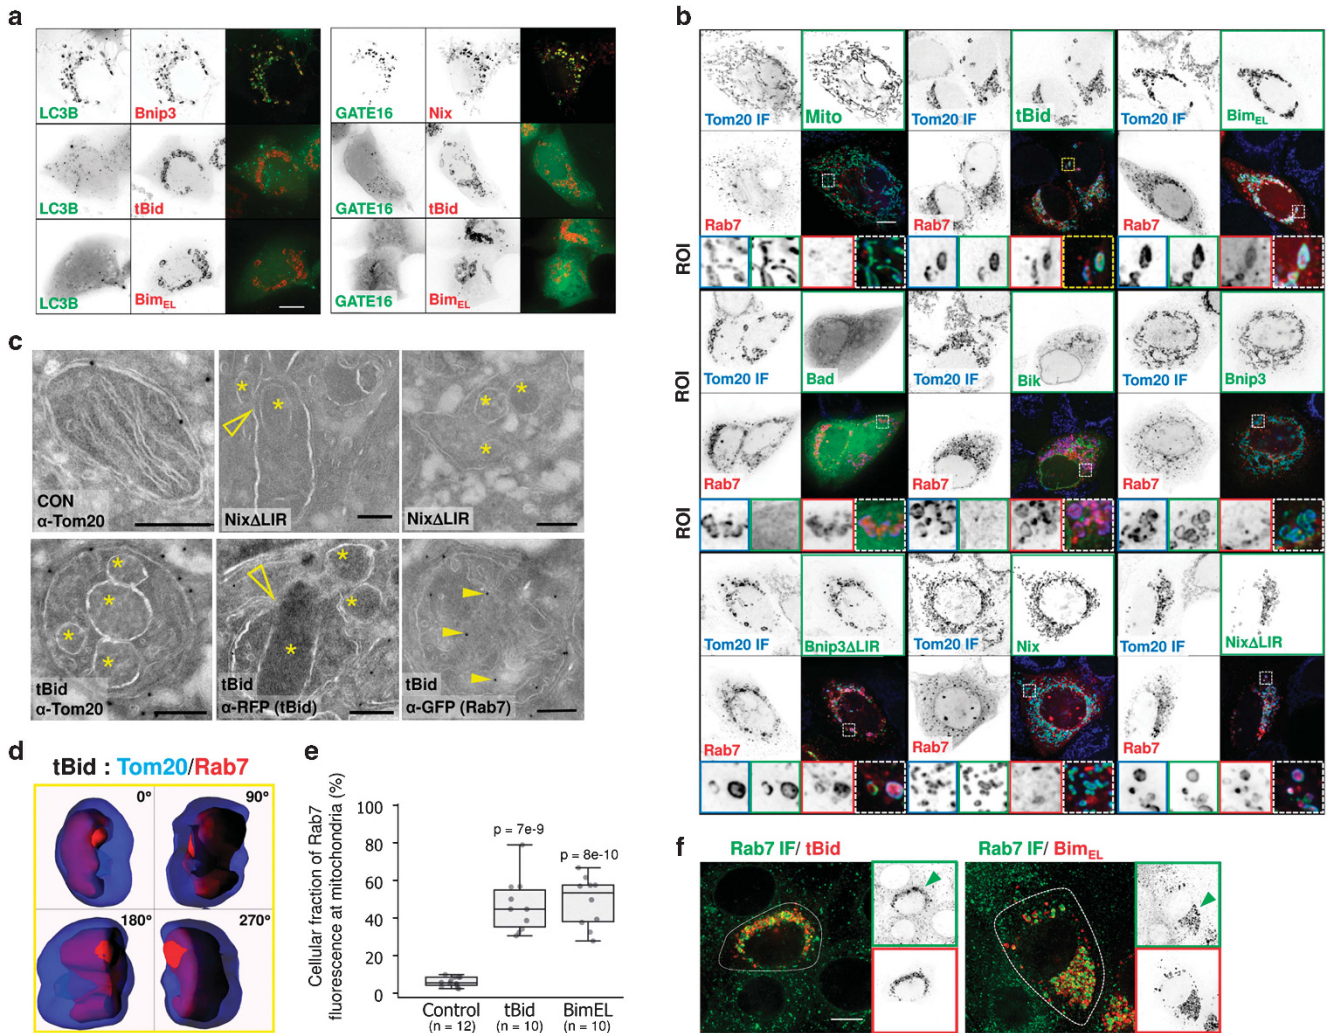 a
LC3B
Bnip3
GATE16
Nix
LC3B
tBid
GATE16
tBid
LC3B
BimEL
GATE16
BimEL
b
Tom20 IF
Mito
Tom20 IF
tBid
Tom20 IF
BimEL
Rab7
Rab7
Rab7
ROI
Tom20 IF
Bad
Tom20 IF
Bik
Tom20 IF
Bnip3
ROI
Rab7
Rab7
Rab7
ROI
Tom20 IF
Bnip3ΔLIR
Tom20 IF
Nix
Tom20 IF
NixΔLIR
Rab7
Rab7
Rab7
c
CON
α-Tom20
NixΔLIR
NixΔLIR
tBid
α-Tom20
tBid
α-RFP (tBid)
tBid
α-GFP (Rab7)
d
tBid : Tom20/Rab7
0°
90°
180°
270°
e
Cellular fraction of Rab7
fluorescence at mitochondria (%)
100
80
60
40
20
0
p = 7e-9
p = 8e-10
Control
tBid
BimEL
(n = 12)
(n = 10)
(n = 10)
f
Rab7 IF/ tBid
Rab7 IF/ BimEL